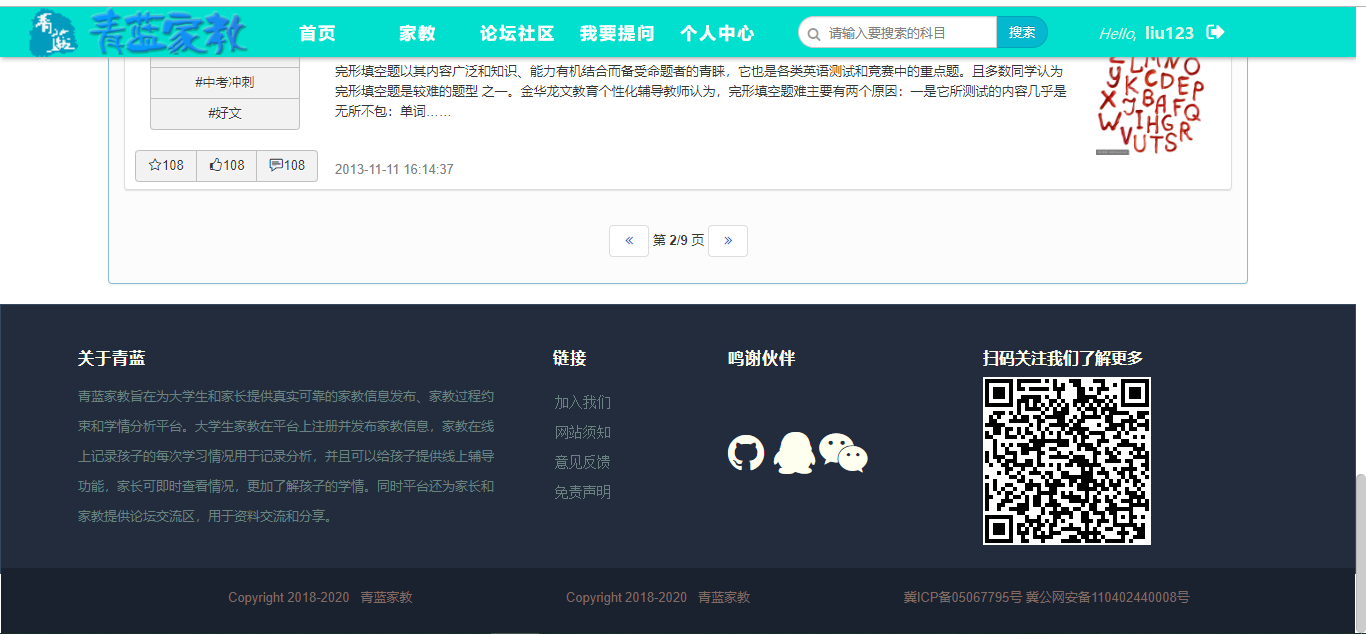 青蓝 青蓝家教 首页 家教 论坛社区 我要提问 个人中心 请输入要搜索的科目 搜索 Hello, liu123
#中考冲刺
#好文
完形填空题以其内容广泛和知识、能力有机结合而备受命题者的青睐，它也是各类英语测试和竞赛中的重点题。且多数同学认为
完形填空题是较难的题型 之一。金华龙文教育个性化辅导教师认为，完形填空题难主要有两个原因：一是它所测试的内容几乎是
无所不包：单词……
108 108 108
2013-11-11 16:14:37
« 第 2/9 页 »
关于青蓝
青蓝家教旨在为大学生和家长提供真实可靠的家教信息发布、家教过程约
束和学情分析平台。大学生家教在平台上注册并发布家教信息，家教在线
上记录孩子的每次学习情况用于记录分析，并且可以给孩子提供线上辅导
功能，家长可即时查看情况，更加了解孩子的学情。同时平台还为家长和
家教提供论坛交流区，用于资料交流和分享。
链接
加入我们
网站须知
意见反馈
免责声明
鸣谢伙伴
扫码关注我们了解更多
Copyright 2018-2020 青蓝家教
Copyright 2018-2020 青蓝家教
冀ICP备05067795号 冀公网安备110402440008号